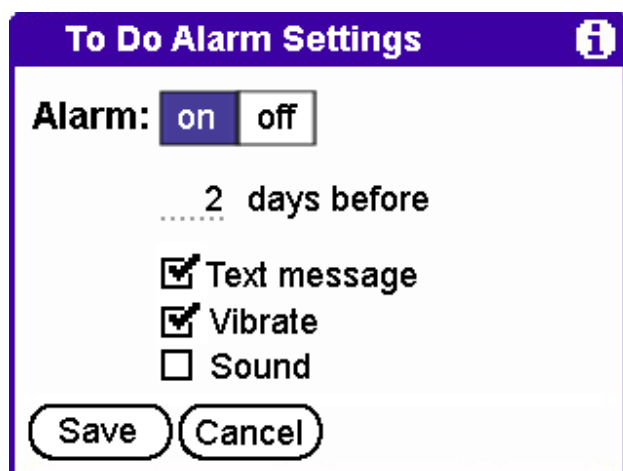 To Do Alarm Settings i
Alarm: on off
2 days before
Text message
Vibrate
Sound
Save Cancel